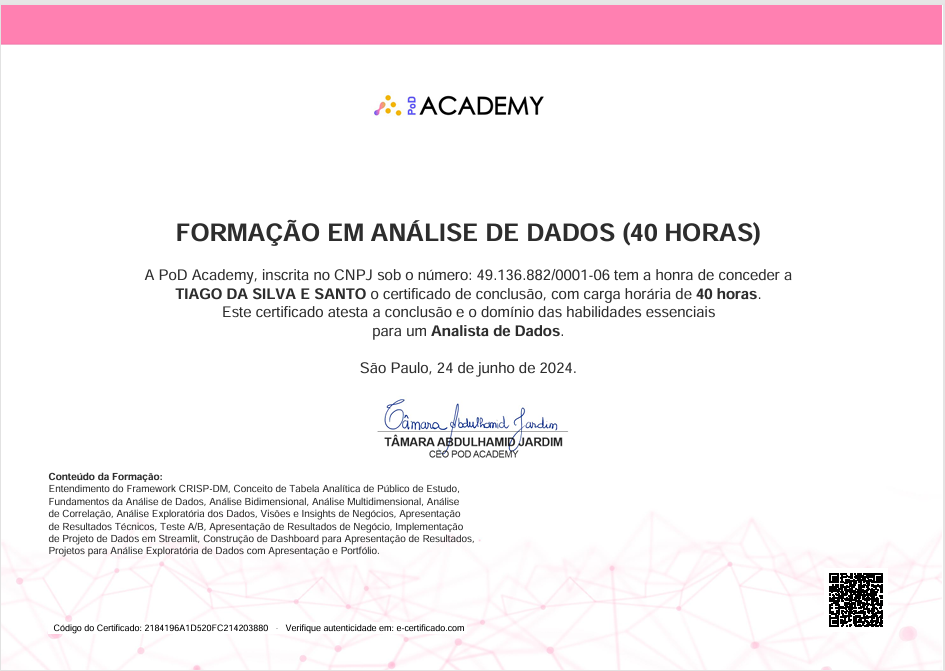 PoD ACADEMY
FORMAÇÃO EM ANÁLISE DE DADOS (40 HORAS)
A PoD Academy, inscrita no CNPJ sob o número: 49.136.882/0001-06 tem a honra de conceder a
TIAGO DA SILVA E SANTO o certificado de conclusão, com carga horária de 40 horas.
Este certificado atesta a conclusão e o domínio das habilidades essenciais
para um Analista de Dados.
São Paulo, 24 de junho de 2024.
Tâmara Abdulhamid Jardim
TÂMARA ABDULHAMID JARDIM
CEO POD ACADEMY
Conteúdo da Formação:
Entendimento do Framework CRISP-DM, Conceito de Tabela Analítica de Público de Estudo,
Fundamentos da Análise de Dados, Análise Bidimensional, Análise Multidimensional, Análise
de Correlação, Análise Exploratória dos Dados, Visões e Insights de Negócios, Apresentação
de Resultados Técnicos, Teste A/B, Apresentação de Resultados de Negócio, Implementação
de Projeto de Dados em Streamlit, Construção de Dashboard para Apresentação de Resultados,
Projetos para Análise Exploratória de Dados com Apresentação e Portfólio.
Código do Certificado: 2184196A1D520FC214203880 · Verifique autenticidade em: e-certificado.com